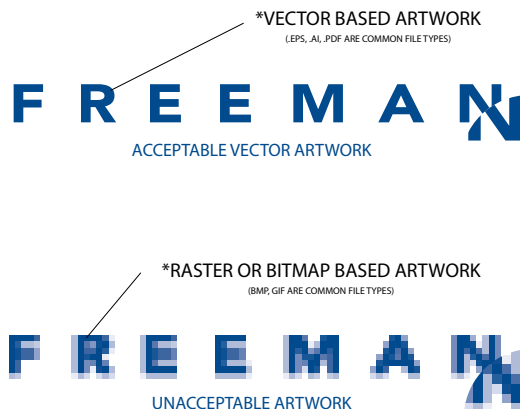 *VECTOR BASED ARTWORK
(.EPS, .AI, .PDF ARE COMMON FILE TYPES)
FREEMAN
ACCEPTABLE VECTOR ARTWORK
*RASTER OR BITMAP BASED ARTWORK
(BMP, GIF ARE COMMON FILE TYPES)
FREEMAN
UNACCEPTABLE ARTWORK